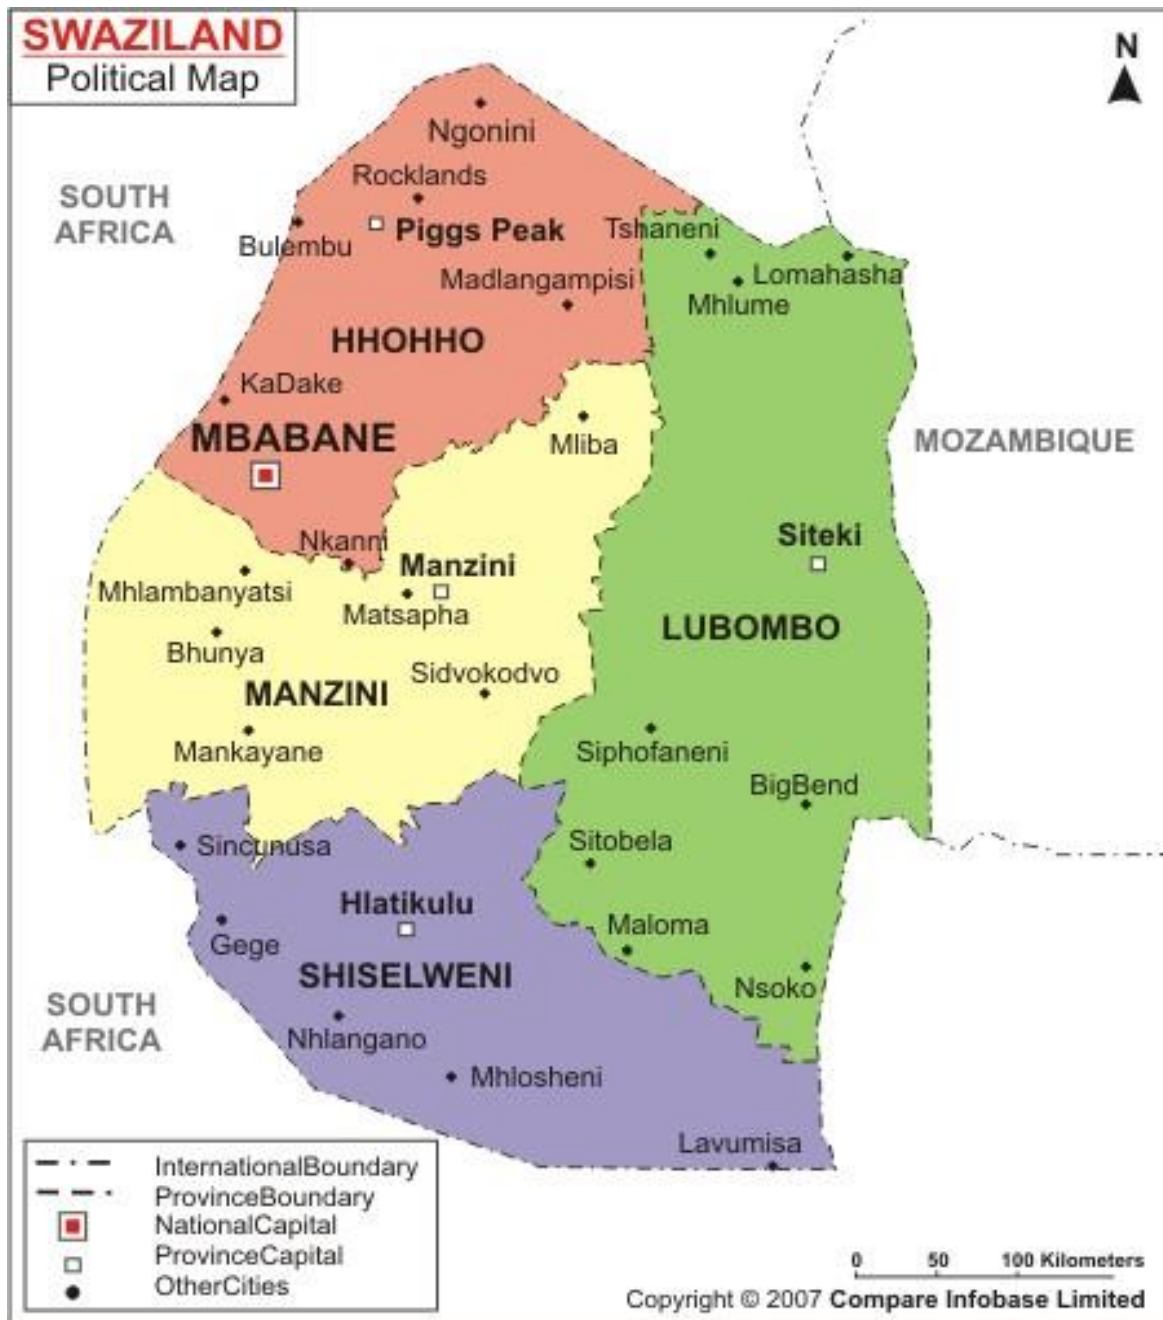 SWAZILAND
Political Map
N
Ngonini
Rocklands
SOUTH
AFRICA
Piggs Peak
Tshaneni
Bulembu
Lomahasha
Madlangampisi
Mhlume
HHOHHO
KaDake
MBABANE
MOZAMBIQUE
Mliba
Siteki
Nkanni
Manzini
Mhlambanyatsi
Matsapha
LUBOMBO
Bhunya
Sidvokodvo
MANZINI
Mankayane
Siphofaneni
BigBend
Sitobela
Sincunusa
Hlatikulu
Maloma
Gege
SHISELWENI
Nsoko
SOUTH
AFRICA
Nhlangano
Mhlosheni
Lavumisa
InternationalBoundary
ProvinceBoundary
NationalCapital
ProvinceCapital
OtherCities
0 50 100 Kilometers
Copyright © 2007 Compare Infobase Limited